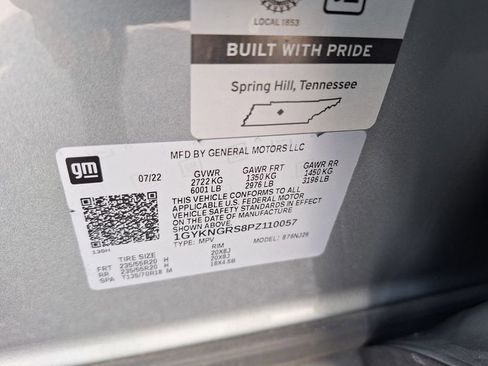 LOCAL 1853
BUILT WITH PRIDE
Spring Hill, Tennessee
gm
MFD BY GENERAL MOTORS LLC
07/22 GVWR GAWR FRT GAWR RR
2722 KG 1350 KG 1450 KG
6001 LB 2976 LB 3196 LB
THIS VEHICLE CONFORMS TO ALL
APPLICABLE U.S. FEDERAL MOTOR
VEHICLE SAFETY STANDARDS IN EFFECT
ON THE DATE OF MANUFACTURE
SHOWN ABOVE.
1GYKNGRS8PZ110057
TYPE: MPV MODEL: 6NJ26
TIRE SIZE RIM
FRT 235/55R20 H 20X8J
RR 235/55R20 H 20X8J
SPA T135/70R18 M 18X4.5B